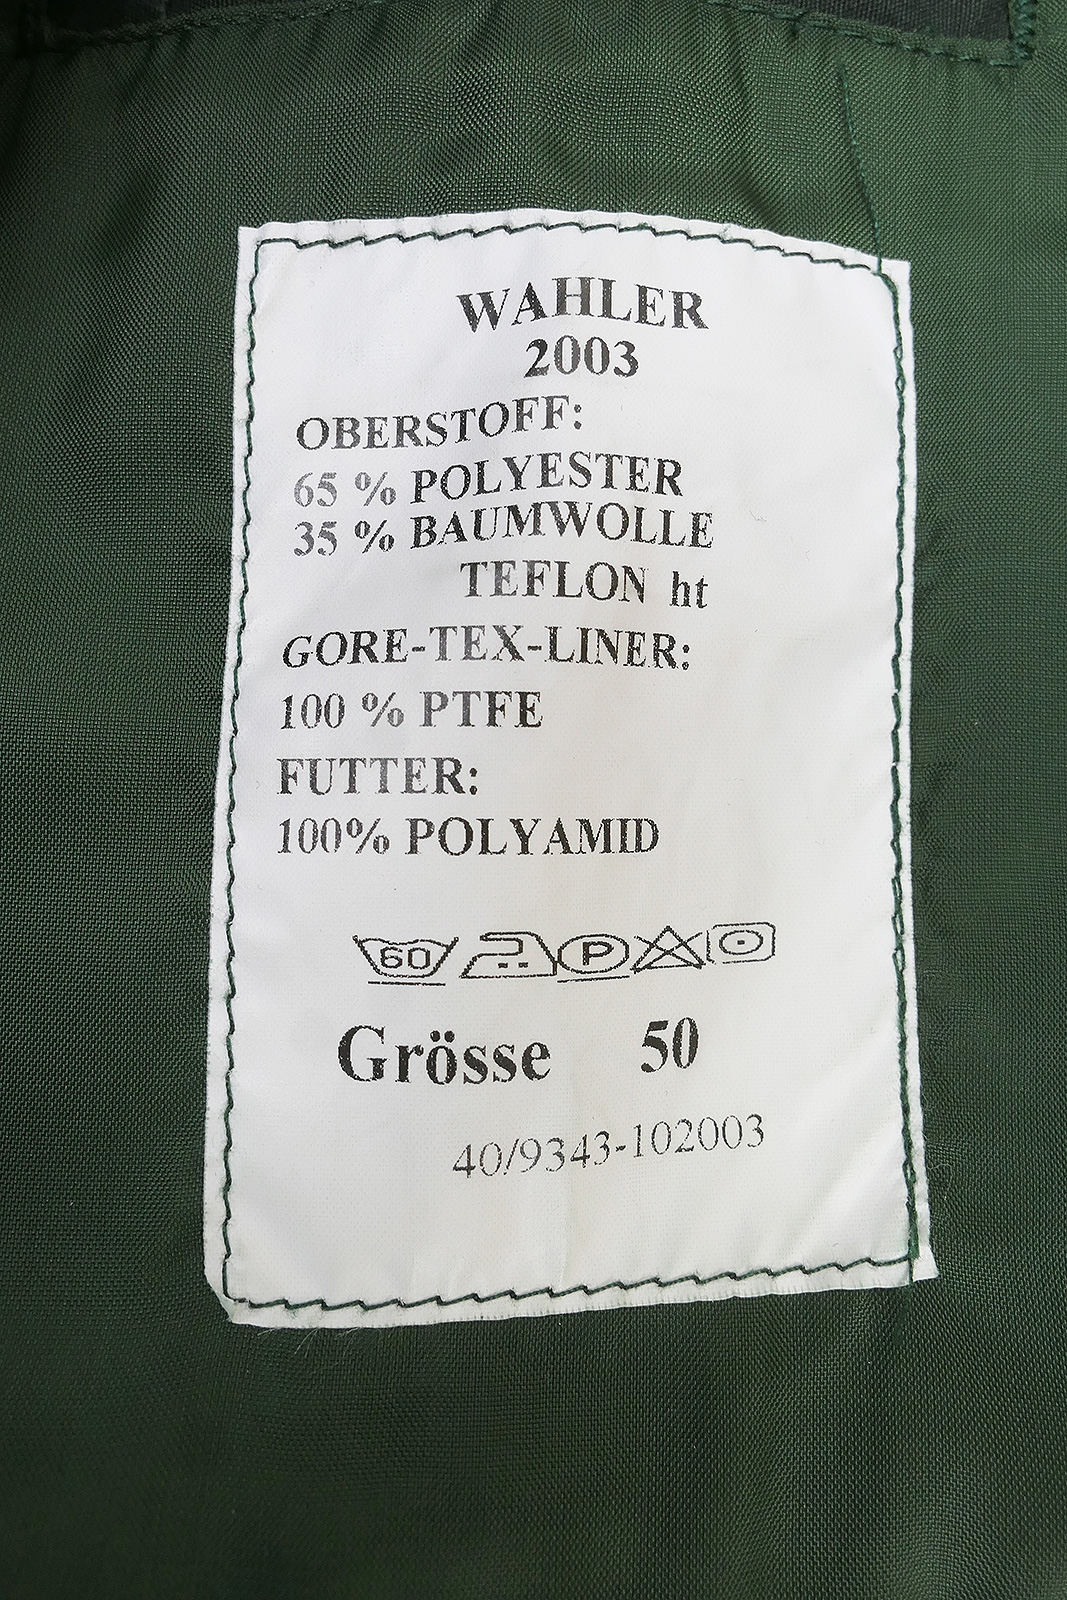 WAHLER
2003
OBERSTOFF:
65 % POLYESTER
35 % BAUMWOLLE
TEFLON ht
GORE-TEX-LINER:
100 % PTFE
FUTTER:
100% POLYAMID
60 P
Grösse 50
40/9343-102003